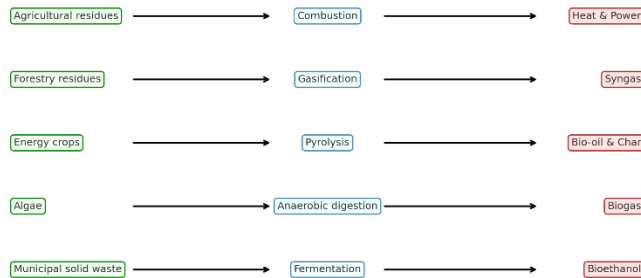 Agricultural residues Combustion Heat & Power
Forestry residues Gasification Syngas
Energy crops Pyrolysis Bio-oil & Char
Algae Anaerobic digestion Biogas
Municipal solid waste Fermentation Bioethanol